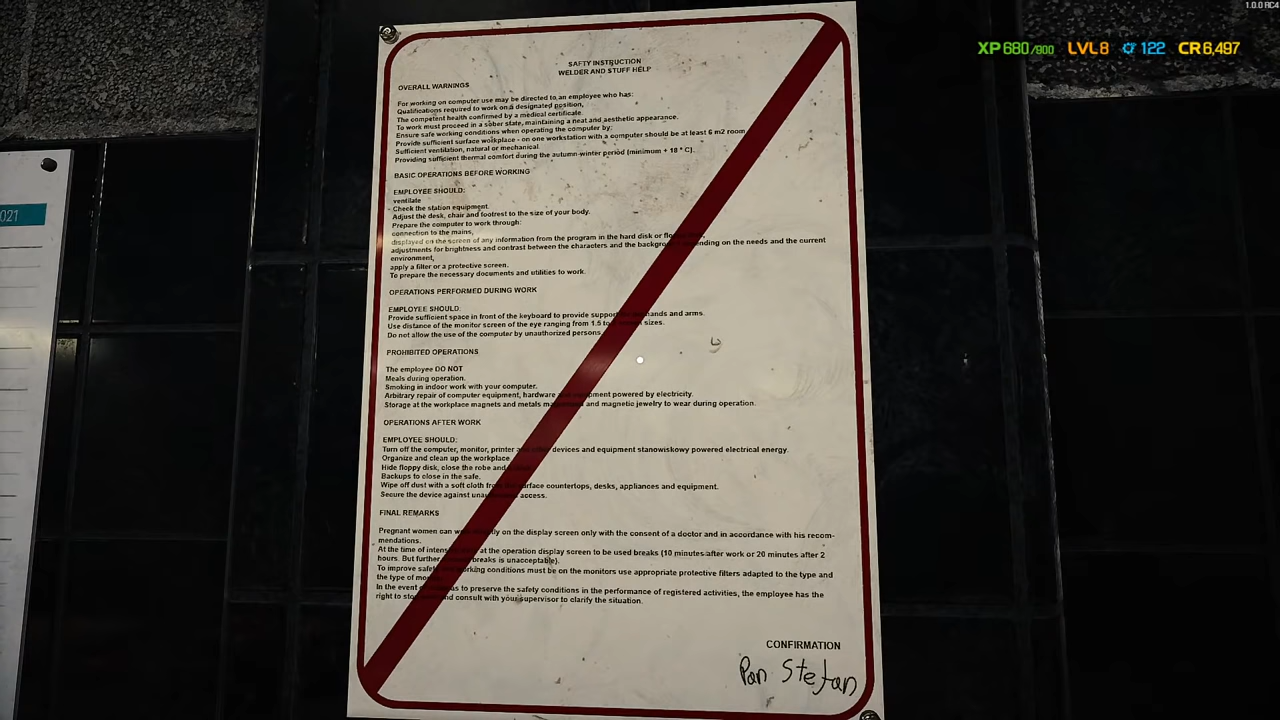 1.0.0 RC4
XP 680/900 LVL 8 122 CR 6,497
021
SAFTY INSTRUCTION
WELDER AND STUFF HELP
OVERALL WARNINGS
For working on computer use may be directed to an employee who has:
Qualifications required to work on a designated position,
The competent health confirmed by a medical certificate.
To work must proceed in a sober state, maintaining a neat and aesthetic appearance.
Ensure safe working conditions when operating the computer by:
Provide sufficient surface workplace - on one workstation with a computer should be at least 6 m2 room
Sufficient ventilation, natural or mechanical.
Providing sufficient thermal comfort during the autumn-winter period (minimum + 18 ° C).
BASIC OPERATIONS BEFORE WORKING
EMPLOYEE SHOULD:
ventilate
- Check the station equipment.
Adjust the desk, chair and footrest to the size of your body.
Prepare the computer to work through:
connection to the mains,
displayed on the screen of any information from the program in the hard disk or
adjustments for brightness and contrast between the characters and the background depending on the needs and the current
environment,
apply a filter or a protective screen.
To prepare the necessary documents and utilities to work.
OPERATIONS PERFORMED DURING WORK
EMPLOYEE SHOULD:
Provide sufficient space in front of the keyboard to provide support hands and arms.
Use distance of the monitor screen of the eye ranging from 1.5 to sizes.
Do not allow the use of the computer by unauthorized persons.
PROHIBITED OPERATIONS
The employee DO NOT
Meals during operation.
Smoking in indoor work with your computer.
Arbitrary repair of computer equipment, hardware equipment powered by electricity.
Storage at the workplace magnets and metals and magnetic jewelry to wear during operation.
OPERATIONS AFTER WORK
EMPLOYEE SHOULD:
Turn off the computer, monitor, printer devices and equipment stanowiskowy powered electrical energy.
Organize and clean up the workplace.
Hide floppy disk, close the robe and
Backups to close in the safe.
Wipe off dust with a soft cloth from surface countertops, desks, appliances and equipment.
Secure the device against access.
FINAL REMARKS
Pregnant women can on the display screen only with the consent of a doctor and in accordance with his recom-
mendations.
At the time of at the operation display screen to be used breaks (10 minutes after work or 20 minutes after 2
hours. But further breaks is unacceptable).
To improve working conditions must be on the monitors use appropriate protective filters adapted to the type and
the type of
In the event to preserve the safety conditions in the performance of registered activities, the employee has the
right to and consult with your supervisor to clarify the situation.
CONFIRMATION
Pan Stefan